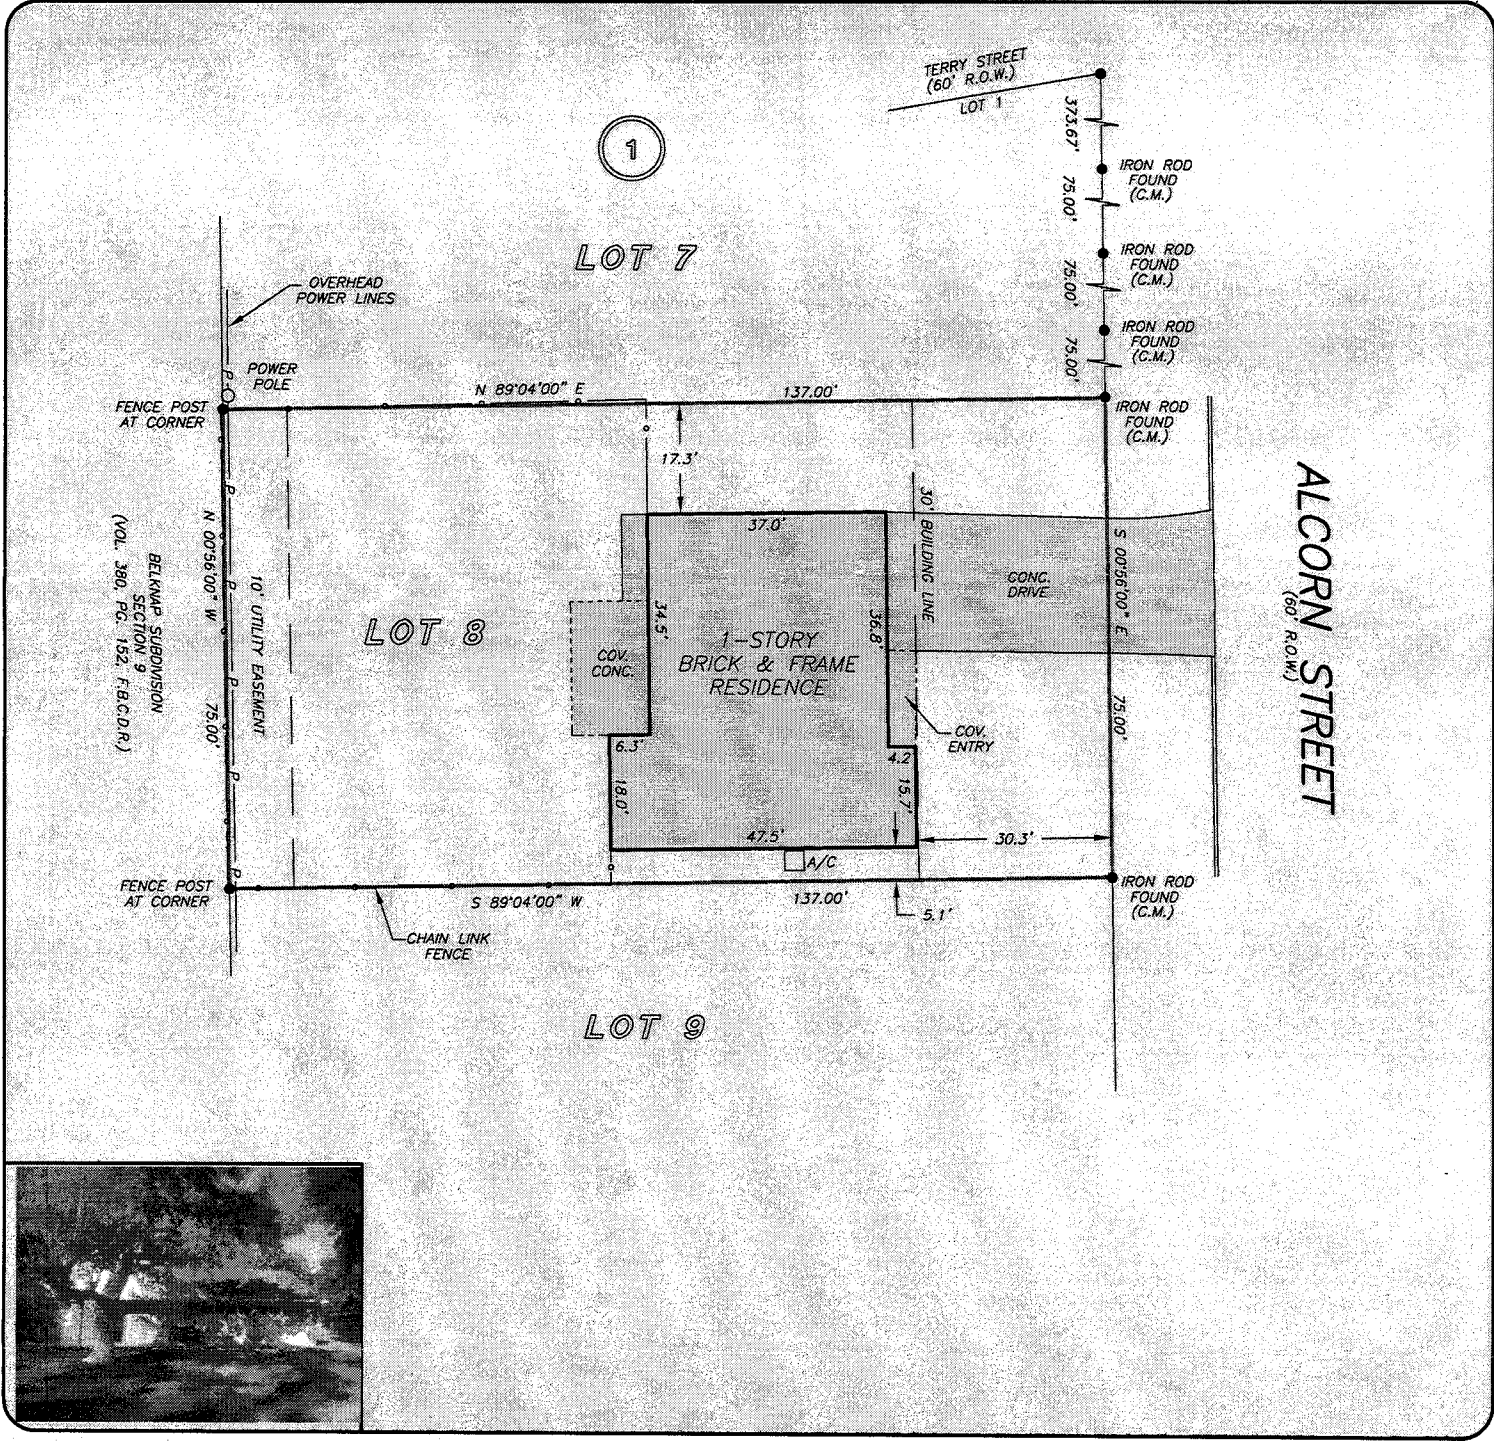 TERRY STREET
(60' R.O.W.)
LOT 1
373.67'
1
IRON ROD
FOUND
(C.M.)
75.00'
LOT 7
IRON ROD
FOUND
(C.M.)
75.00'
OVERHEAD
POWER LINES
IRON ROD
FOUND
(C.M.)
75.00'
POWER
POLE
P
N 89°04'00" E
137.00'
FENCE POST
AT CORNER
IRON ROD
FOUND
(C.M.)
17.3'
ALCORN STREET
(60' R.O.W.)
P
30' BUILDING LINE
37.0'
S 00°56'00" E
75.00'
N 00°56'00" W
75.00'
BELKNAP SUBDIVISION
SECTION 9
(VOL. 380, PG. 152, F.B.C.D.R.)
10' UTILITY EASEMENT
P
CONC.
DRIVE
34.5'
36.8'
LOT 8
1-STORY
BRICK & FRAME
RESIDENCE
COV.
CONC.
P
COV.
ENTRY
6.3'
4.2
P
18.0'
15.7'
47.5'
30.3'
A/C
P
FENCE POST
AT CORNER
IRON ROD
FOUND
(C.M.)
S 89°04'00" W
137.00'
5.1'
CHAIN LINK
FENCE
LOT 9